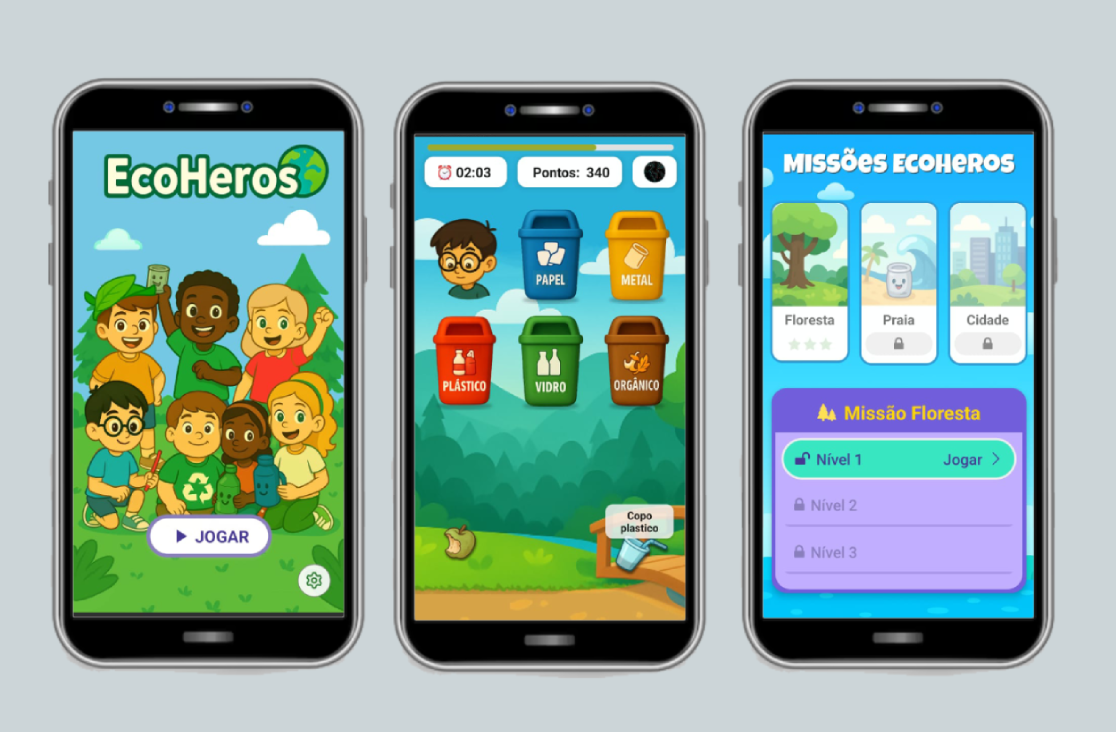 EcoHeros
JOGAR
02:03
Pontos: 340
PAPEL
METAL
PLÁSTICO
VIDRO
ORGÂNICO
Copo
plastico
MISSÕES ECOHEROS
Floresta
Praia
Cidade
Missão Floresta
Nível 1
Jogar
Nível 2
Nível 3